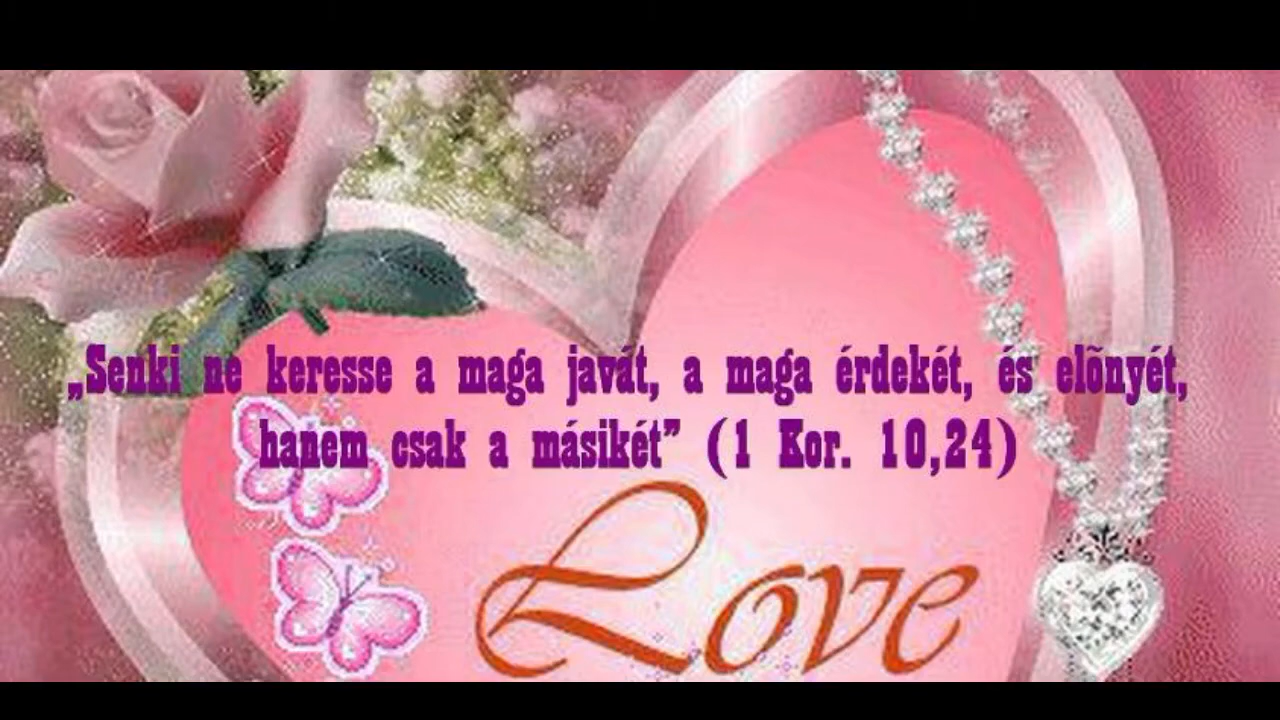 „Senki ne keresse a maga javát, a maga érdekét, és elõnyét,
hanem csak a másikét” (1 Kor. 10,24)
Love